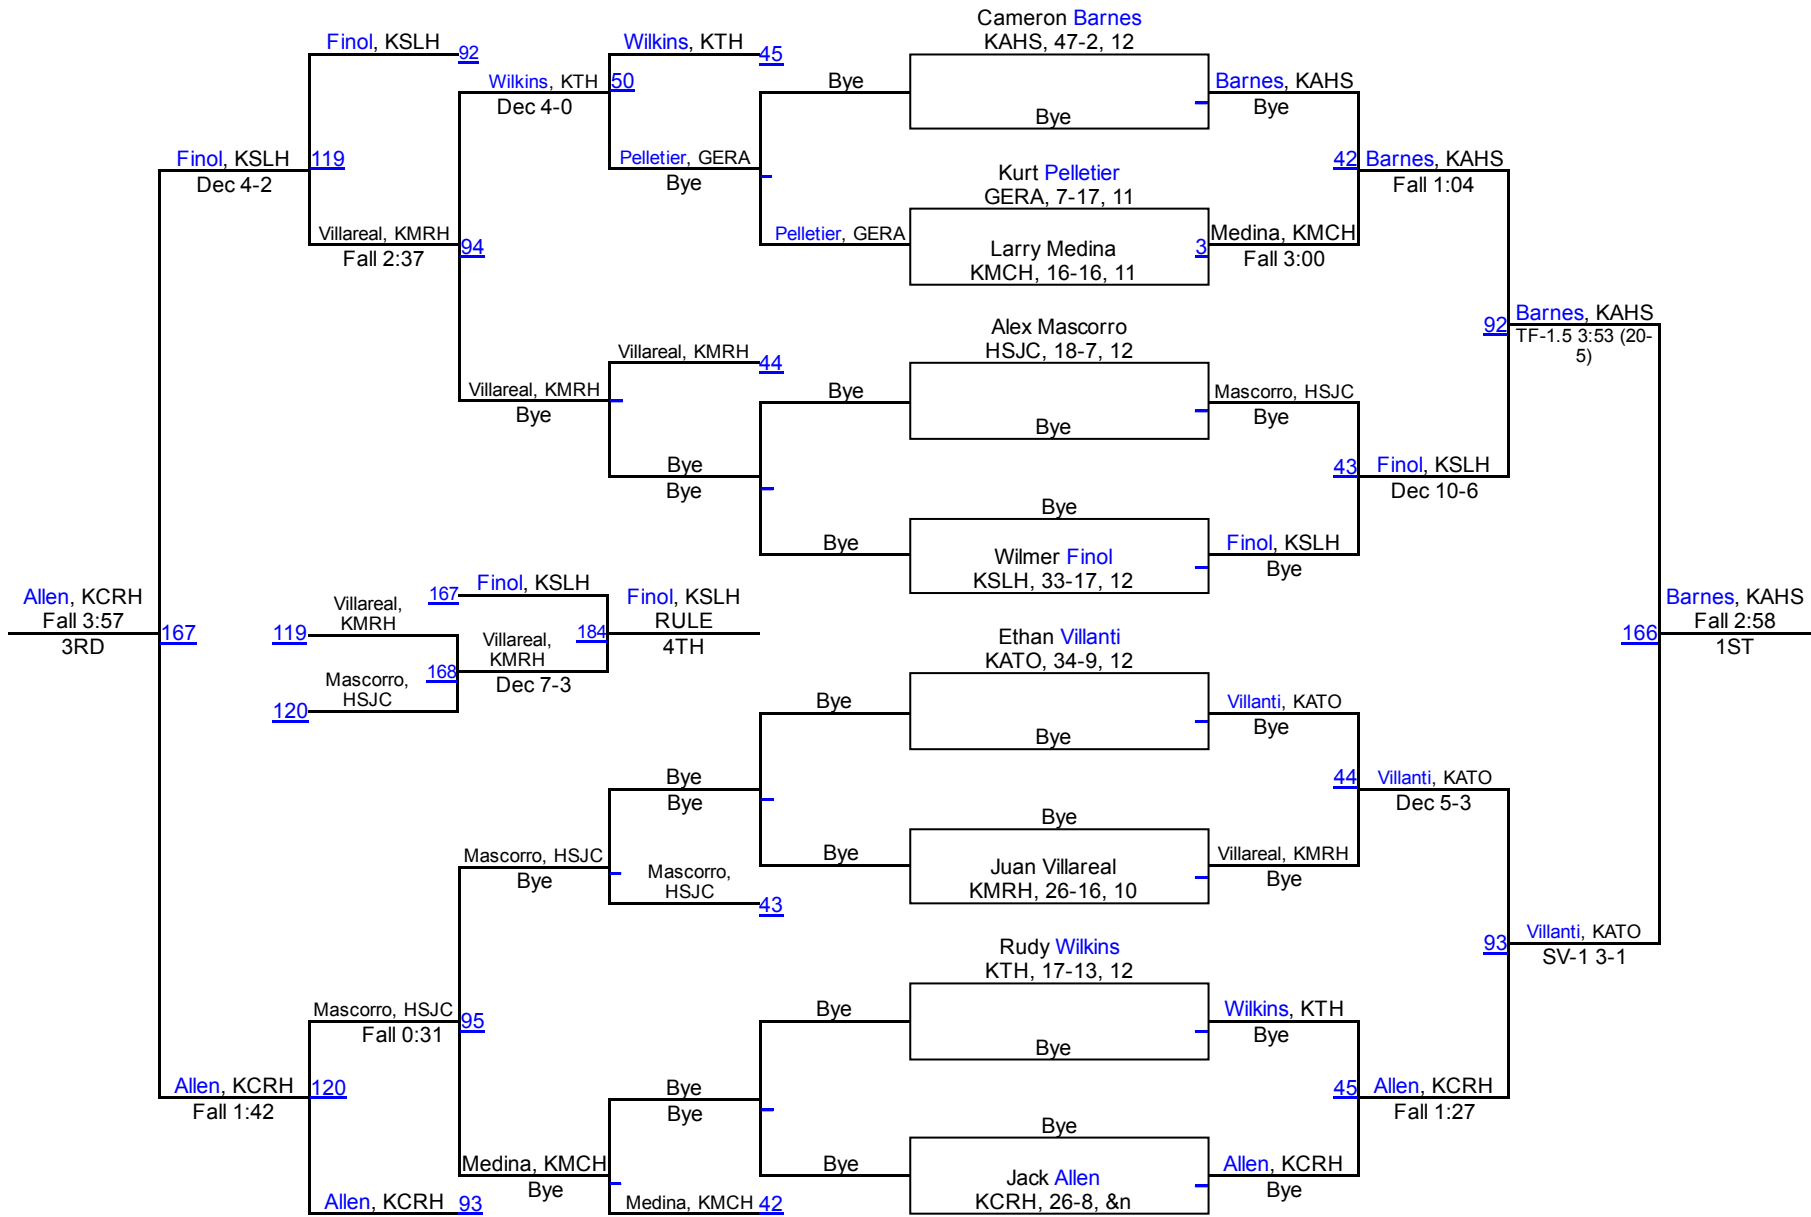 Cameron Barnes
KAHS, 47-2, 12
Finol, KSLH
92
Wilkins, KTH
45
Wilkins, KTH
50
Dec 4-0
Bye
Bye
Barnes, KAHS
Bye
Finol, KSLH
119
Dec 4-2
Pelletier, GERA
Bye
Kurt Pelletier
GERA, 7-17, 11
42
Barnes, KAHS
Fall 1:04
Villareal, KMRH
Fall 2:37
94
Pelletier, GERA
Larry Medina
KMCH, 16-16, 11
3
Medina, KMCH
Fall 3:00
92
Barnes, KAHS
TF-1.5 3:53 (20-
5)
Alex Mascorro
HSJC, 18-7, 12
Villareal, KMRH
44
Villareal, KMRH
Bye
Bye
Bye
Mascorro, HSJC
Bye
Bye
Bye
43
Finol, KSLH
Dec 10-6
Bye
Bye
Wilmer Finol
KSLH, 33-17, 12
Finol, KSLH
Bye
Allen, KCRH
Fall 3:57
3RD
167
Villareal,
KMRH
119
167
Finol, KSLH
Finol, KSLH
RULE
4TH
184
Villareal,
KMRH
Dec 7-3
168
Mascorro,
HSJC
120
Ethan Villanti
KATO, 34-9, 12
166
Barnes, KAHS
Fall 2:58
1ST
Bye
Bye
Villanti, KATO
Bye
Bye
Bye
44
Villanti, KATO
Dec 5-3
Bye
Bye
Juan Villareal
KMRH, 26-16, 10
Villareal, KMRH
Bye
Mascorro, HSJC
Bye
Mascorro,
HSJC
43
Rudy Wilkins
KTH, 17-13, 12
93
Villanti, KATO
SV-1 3-1
Mascorro, HSJC
Fall 0:31
95
Bye
Bye
Wilkins, KTH
Bye
Allen, KCRH
120
Fall 1:42
Bye
Bye
45
Allen, KCRH
Fall 1:27
Bye
Medina, KMCH
Bye
Bye
Jack Allen
KCRH, 26-8, &n
Allen, KCRH
Bye
Allen, KCRH
93
Medina, KMCH
42